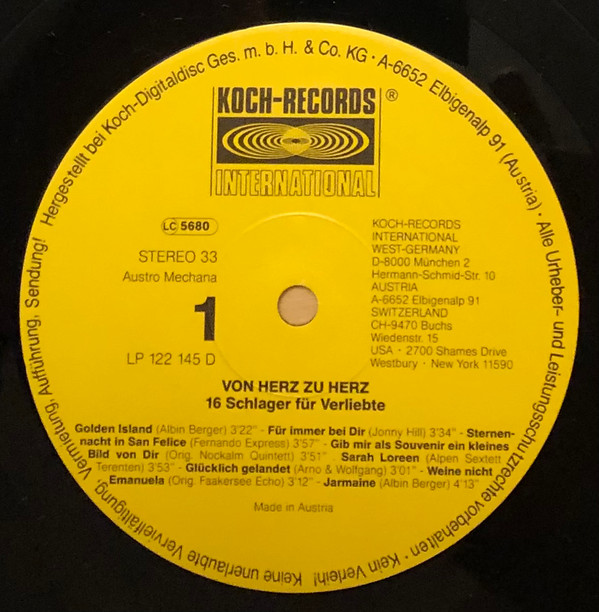 Hergestellt bei Koch-Digitaldisc Ges. m. b. H. & Co. KG · A-6652 Elbigenalp 91 (Austria) · Alle Urheber- und Leistungsschutzrechte vorbehalten · Kein Verleih! Keine unerlaubte Vervielfältigung, Vermietung, Aufführung, Sendung!
KOCH-RECORDS ®
INTERNATIONAL
LC 5680
STEREO 33
Austro Mechana
1
LP 122 145 D
KOCH-RECORDS
INTERNATIONAL
WEST-GERMANY
D-8000 München 2
Hermann-Schmid-Str. 10
AUSTRIA
A-6652 Elbigenalp 91
SWITZERLAND
CH-9470 Buchs
Wiedenstr. 15
USA · 2700 Shames Drive
Westbury · New York 11590
VON HERZ ZU HERZ
16 Schlager für Verliebte
Golden Island (Albin Berger) 3'22" - Für immer bei Dir (Jonny Hill) 3'34" - Sternen-
nacht in San Felice (Fernando Express) 3'57" - Gib mir als Souvenir ein kleines
Bild von Dir (Orig. Nockalm Quintett) 3'51" - Sarah Loreen (Alpen Sextett
Terenten) 3'53" - Glücklich gelandet (Arno & Wolfgang) 3'01" - Weine nicht
Emanuela (Orig. Faakersee Echo) 3'12" - Jarmaine (Albin Berger) 4'13"
Made in Austria